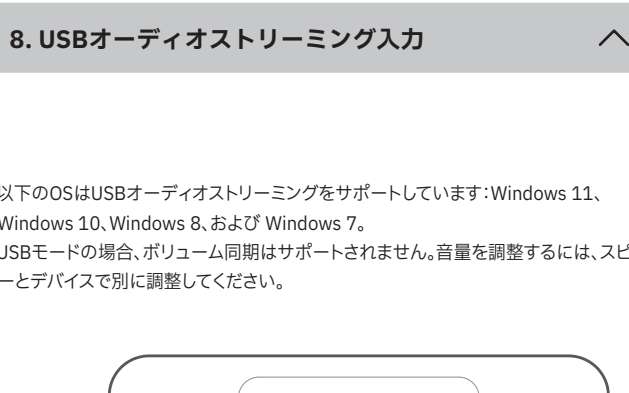 8. USBオーディオストリーミング入力
以下のOSはUSBオーディオストリーミングをサポートしています：Windows 11、
Windows 10、Windows 8、および Windows 7。
USBモードの場合、ボリューム同期はサポートされません。音量を調整するには、スピ
ーとデバイスで別に調整してください。